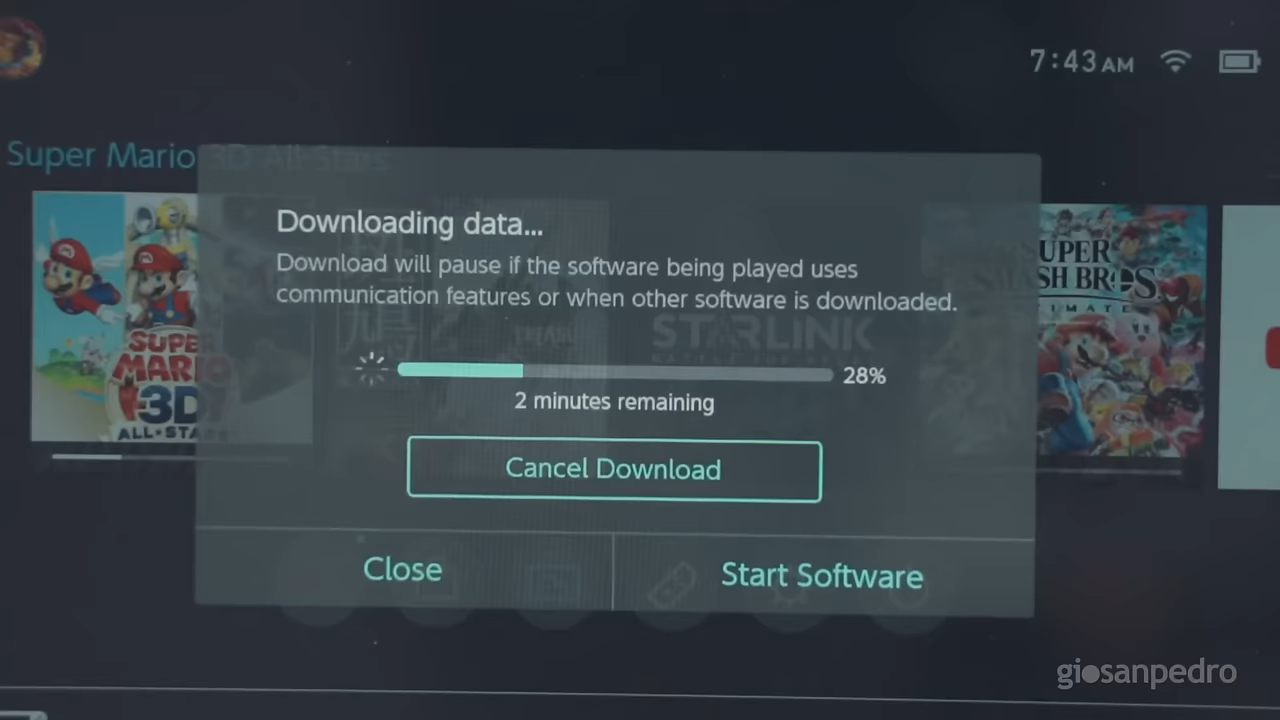 7:43 AM
Super Mario 3D All-Stars
Downloading data...
Download will pause if the software being played uses
communication features or when other software is downloaded.
SUPER
MARIO
3D
ALL★STARS
STARLINK
SUPER
SMASH BROS
ULTIMATE
28%
2 minutes remaining
Cancel Download
Close
Start Software
giosanpedro